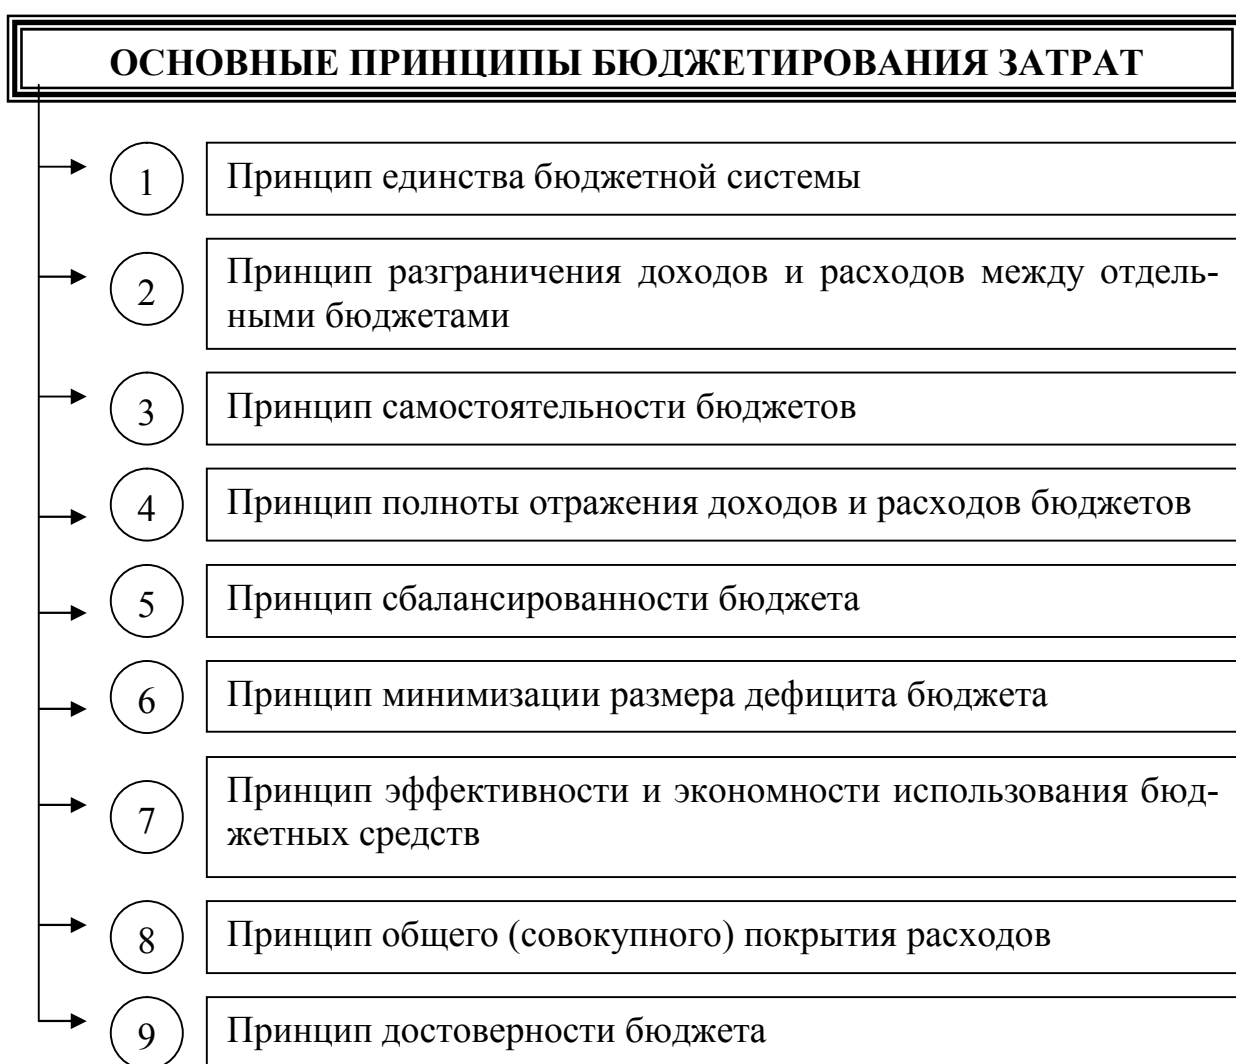 ОСНОВНЫЕ ПРИНЦИПЫ БЮДЖЕТИРОВАНИЯ ЗАТРАТ
1 Принцип единства бюджетной системы
2 Принцип разграничения доходов и расходов между отдель-
ными бюджетами
3 Принцип самостоятельности бюджетов
4 Принцип полноты отражения доходов и расходов бюджетов
5 Принцип сбалансированности бюджета
6 Принцип минимизации размера дефицита бюджета
7 Принцип эффективности и экономности использования бюд-
жетных средств
8 Принцип общего (совокупного) покрытия расходов
9 Принцип достоверности бюджета